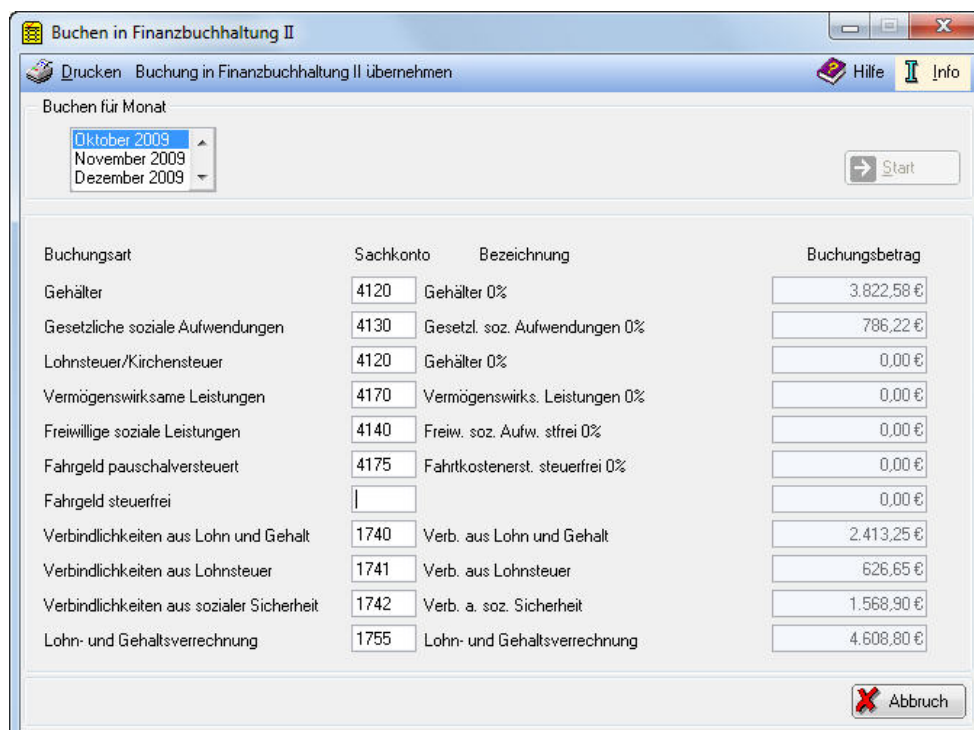 Buchen in Finanzbuchhaltung II
Drucken Buchung in Finanzbuchhaltung II übernehmen Hilfe Info
Buchen für Monat
Oktober 2009
November 2009
Dezember 2009
Start
Buchungsart Sachkonto Bezeichnung Buchungsbetrag
Gehälter 4120 Gehälter 0% 3.822,58 €
Gesetzliche soziale Aufwendungen 4130 Gesetzl. soz. Aufwendungen 0% 786,22 €
Lohnsteuer/Kirchensteuer 4120 Gehälter 0% 0,00 €
Vermögenswirksame Leistungen 4170 Vermögenswirks. Leistungen 0% 0,00 €
Freiwillige soziale Leistungen 4140 Freiw. soz. Aufw. stfrei 0% 0,00 €
Fahrgeld pauschalversteuert 4175 Fahrtkostenerst. steuerfrei 0% 0,00 €
Fahrgeld steuerfrei 0,00 €
Verbindlichkeiten aus Lohn und Gehalt 1740 Verb. aus Lohn und Gehalt 2.413,25 €
Verbindlichkeiten aus Lohnsteuer 1741 Verb. aus Lohnsteuer 626,65 €
Verbindlichkeiten aus sozialer Sicherheit 1742 Verb. a. soz. Sicherheit 1.568,90 €
Lohn- und Gehaltsverrechnung 1755 Lohn- und Gehaltsverrechnung 4.608,80 €
Abbruch